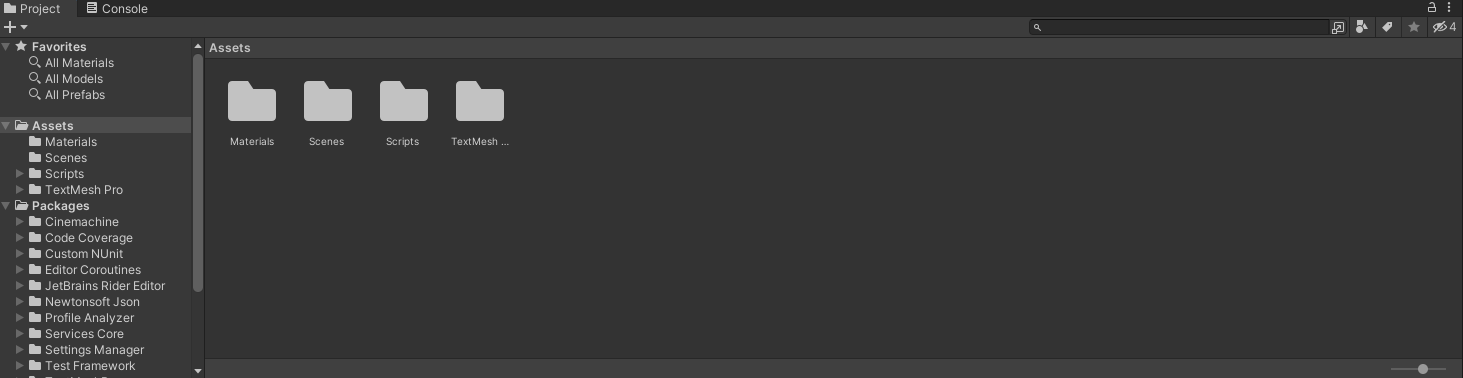 Project
Console
4
Favorites
All Materials
All Models
All Prefabs
Assets
Materials
Scenes
Scripts
TextMesh Pro
Packages
Cinemachine
Code Coverage
Custom NUnit
Editor Coroutines
JetBrains Rider Editor
Newtonsoft Json
Profile Analyzer
Services Core
Settings Manager
Test Framework
Assets
Materials
Scenes
Scripts
TextMesh ...